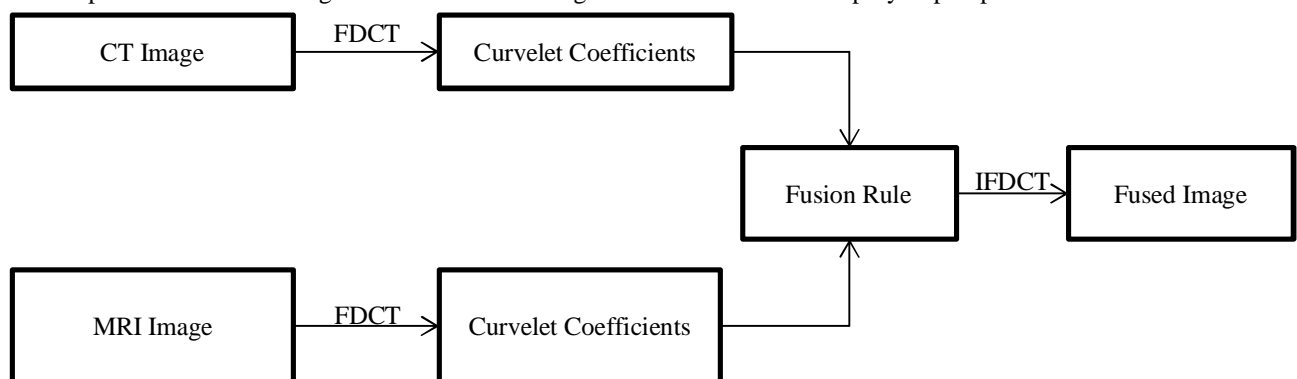 FDCT
CT Image
Curvelet Coefficients
Fusion Rule
IFDCT
Fused Image
MRI Image
FDCT
Curvelet Coefficients